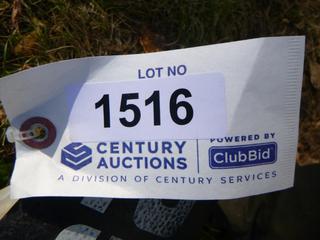 LOT NO
1516
CENTURY AUCTIONS
POWERED BY
ClubBid
A DIVISION OF CENTURY SERVICES